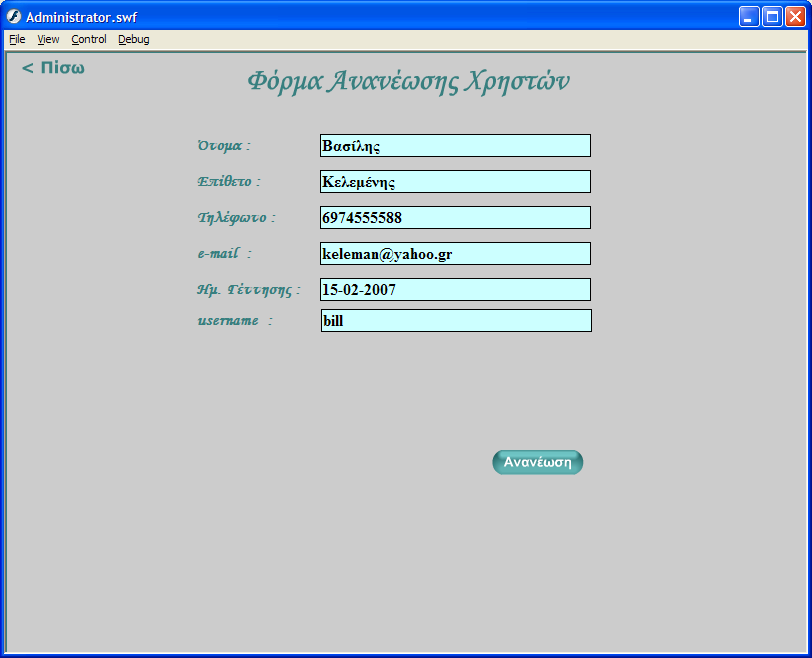 Administrator.swf
File View Control Debug
< Πίσω
Φόρμα Ανανέωσης Χρηστών
Όνομα : Βασίλης
Επίθετο : Κελεμένης
Τηλέφωνο : 6974555588
e-mail : keleman@yahoo.gr
Ημ. Γέννησης : 15-02-2007
username : bill
Ανανέωση